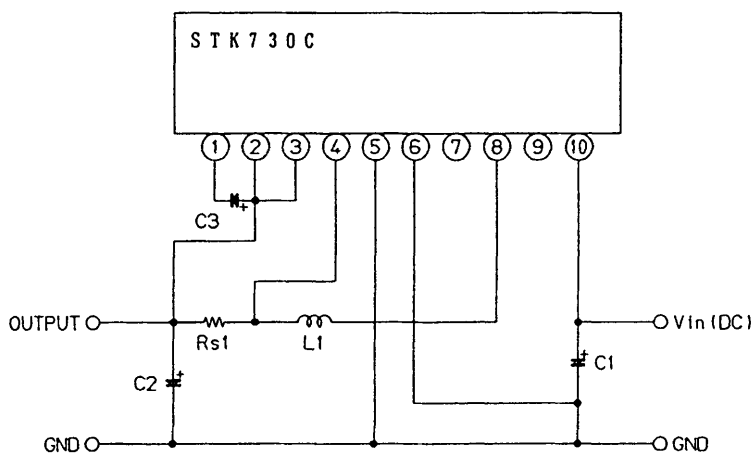 STK730C
① ② ③ ④ ⑤ ⑥ ⑦ ⑧ ⑨ ⑩
C3 +
OUTPUT Rs1 L1 Vin(DC)
C2 + + C1
GND GND